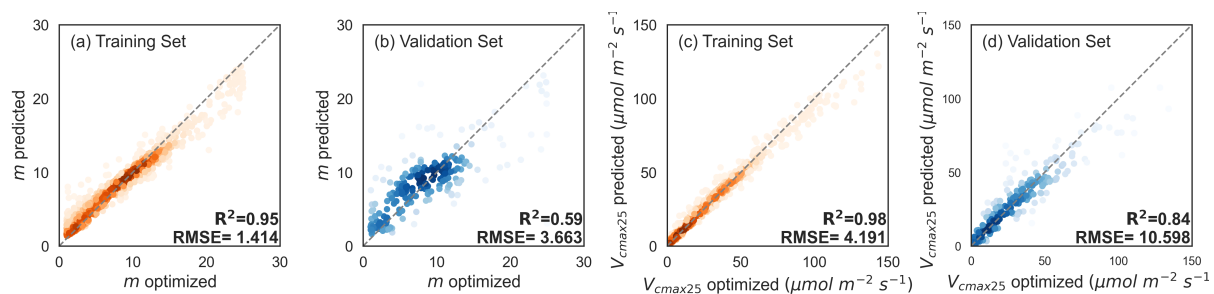 (a) Training Set
30
20
10
0
0
10
20
30
m predicted
m optimized
R²=0.95
RMSE= 1.414
(b) Validation Set
30
20
10
0
0
10
20
30
m predicted
m optimized
R²=0.59
RMSE= 3.663
(c) Training Set
150
100
50
0
0
50
100
150
V_cmax25 predicted (μmol m⁻² s⁻¹
V_cmax25 optimized (μmol m⁻² s⁻¹)
R²=0.98
RMSE= 4.191
(d) Validation Set
150
100
50
0
0
50
100
150
V_cmax25 predicted (μmol m⁻² s⁻¹
V_cmax25 optimized (μmol m⁻² s⁻¹
R²=0.84
RMSE= 10.598